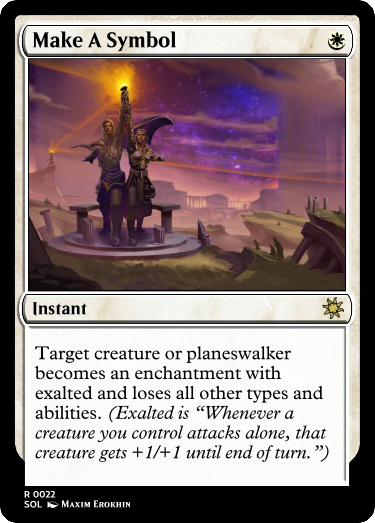 Make A Symbol
Instant
Target creature or planeswalker
becomes an enchantment with
exalted and loses all other types and
abilities. (Exalted is “Whenever a
creature you control attacks alone, that
creature gets +1/+1 until end of turn.”)
R 0022
SOL Maxim Erokhin